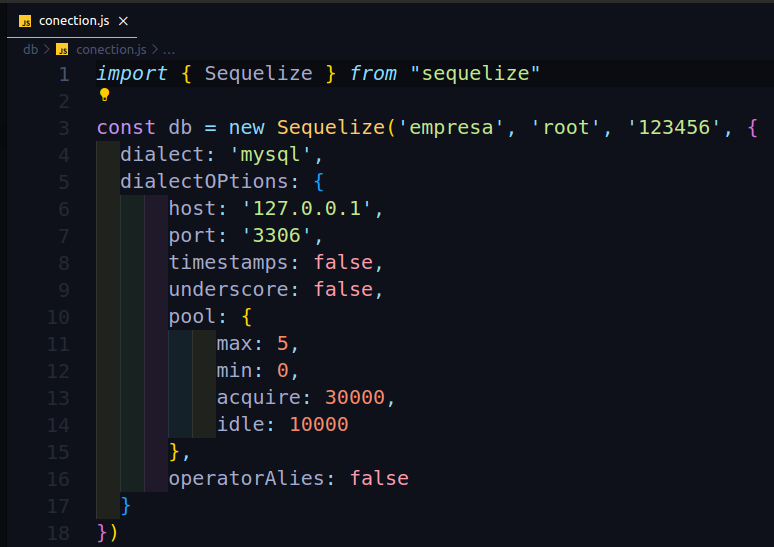 JS conection.js ×
db > JS conection.js > ...
1 import { Sequelize } from "sequelize"
2
3 const db = new Sequelize('empresa', 'root', '123456', {
4 dialect: 'mysql',
5 dialectOPtions: {
6 host: '127.0.0.1',
7 port: '3306',
8 timestamps: false,
9 underscore: false,
10 pool: {
11 max: 5,
12 min: 0,
13 acquire: 30000,
14 idle: 10000
15 },
16 operatorAlies: false
17 }
18 })